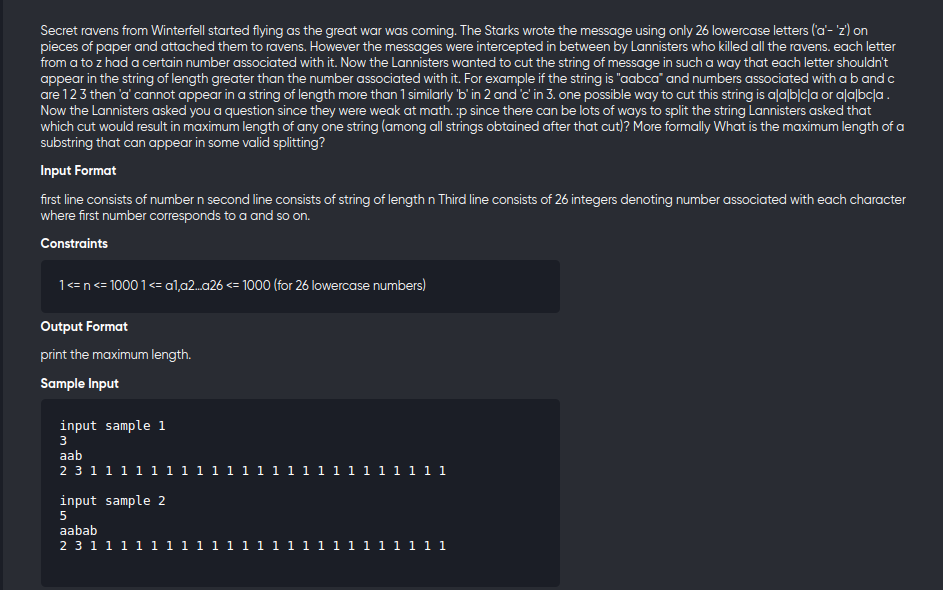 Secret ravens from Winterfell started flying as the great war was coming. The Starks wrote the message using only 26 lowercase letters ('a'- 'z') on
pieces of paper and attached them to ravens. However the messages were intercepted in between by Lannisters who killed all the ravens. each letter
from a to z had a certain number associated with it. Now the Lannisters wanted to cut the string of message in such a way that each letter shouldn't
appear in the string of length greater than the number associated with it. For example if the string is "aabca" and numbers associated with a b and c
are 1 2 3 then 'a' cannot appear in a string of length more than 1 similarly 'b' in 2 and 'c' in 3. one possible way to cut this string is a|a|b|c|a or a|a|bc|a .
Now the Lannisters asked you a question since they were weak at math. :p since there can be lots of ways to split the string Lannisters asked that
which cut would result in maximum length of any one string (among all strings obtained after that cut)? More formally What is the maximum length of a
substring that can appear in some valid splitting?
Input Format
first line consists of number n second line consists of string of length n Third line consists of 26 integers denoting number associated with each character
where first number corresponds to a and so on.
Constraints
1 <= n <= 1000 1 <= a1,a2...a26 <= 1000 (for 26 lowercase numbers)
Output Format
print the maximum length.
Sample Input
input sample 1
3
aab
2 3 1 1 1 1 1 1 1 1 1 1 1 1 1 1 1 1 1 1 1 1 1 1 1 1
input sample 2
5
aabab
2 3 1 1 1 1 1 1 1 1 1 1 1 1 1 1 1 1 1 1 1 1 1 1 1 1